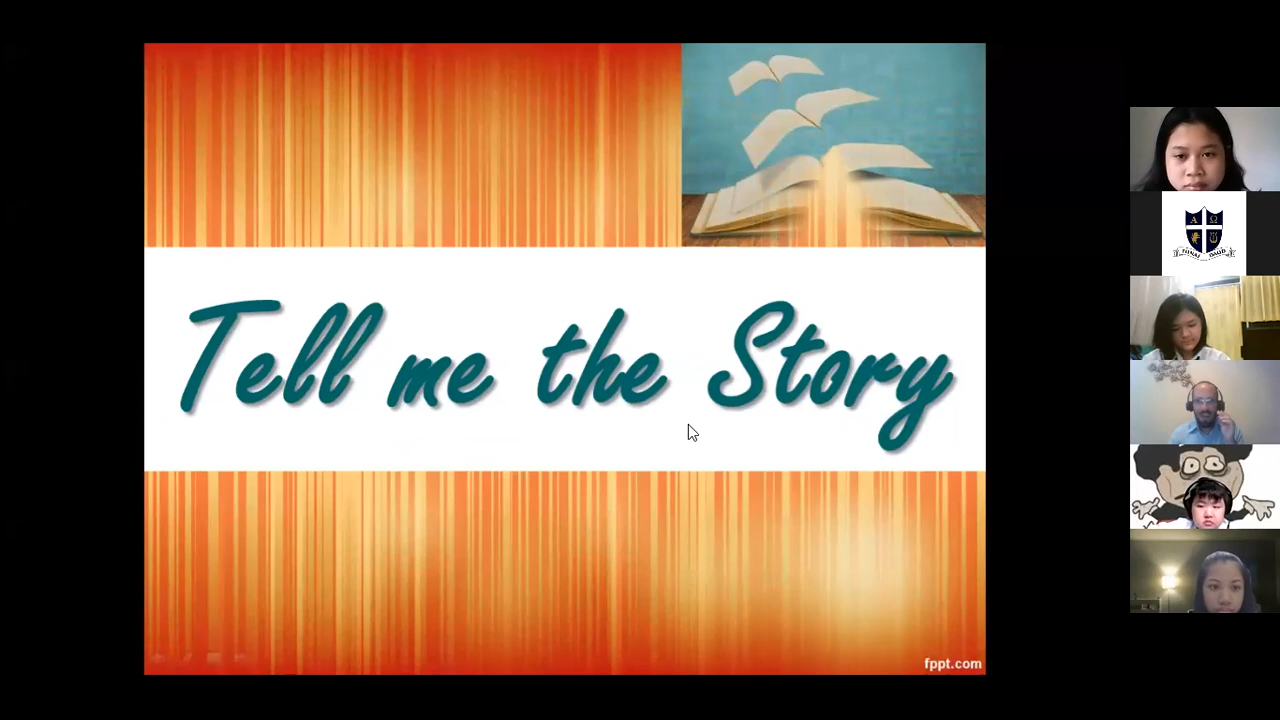 Tell me the Story
fppt.com
Α Ω